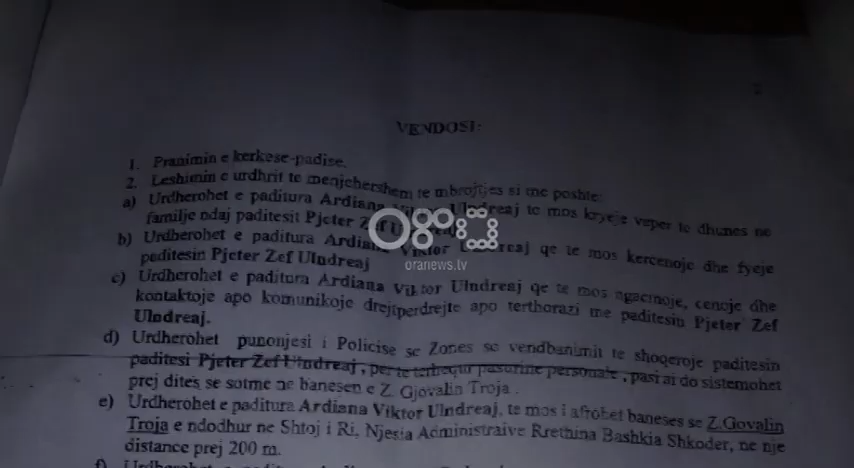 VENDOSI:
1. Pranimin e kerkese-padise.
2. Leshimin e urdhrit te menjehershem te mbrojtjes si me poshte:
a) Urdherohet e paditura Ardiana Viktor Ulndreaj te mos kryeje veper te dhunes ne
familje ndaj paditesit Pjeter Zef
b) Urdherohet e paditura Ardiana Viktor Ulndreaj qe te mos kercenoje dhe fyeje
paditesin Pjeter Zef Ulndreaj
c) Urdherohet e paditura Ardiana Viktor Ulndreaj qe te mos ngacmoje, cenoje dhe
kontaktoje apo komunikoje drejtperdrejte apo terthorazi me paditesin Pjeter Zef
Ulndreaj.
d) Urdherohet punonjesi i Policise se Zones se vendbanimit te shoqeroje paditesin
paditesi Pjeter Zef Ulndreaj , per te terhequr pasurine personale , pasi ai do sistemohet
prej dites se sotme ne banesen e Z. Gjovalin Troja .
e) Urdherohet e paditura Ardiana Viktor Ulndreaj, te mos i afrohet baneses se Z.Govalin
Troja e ndodhur ne Shtoj i Ri, Njesia Administraive Rrethina Bashkia Shkoder, ne nje
distance prej 200 m.
oranews.tv